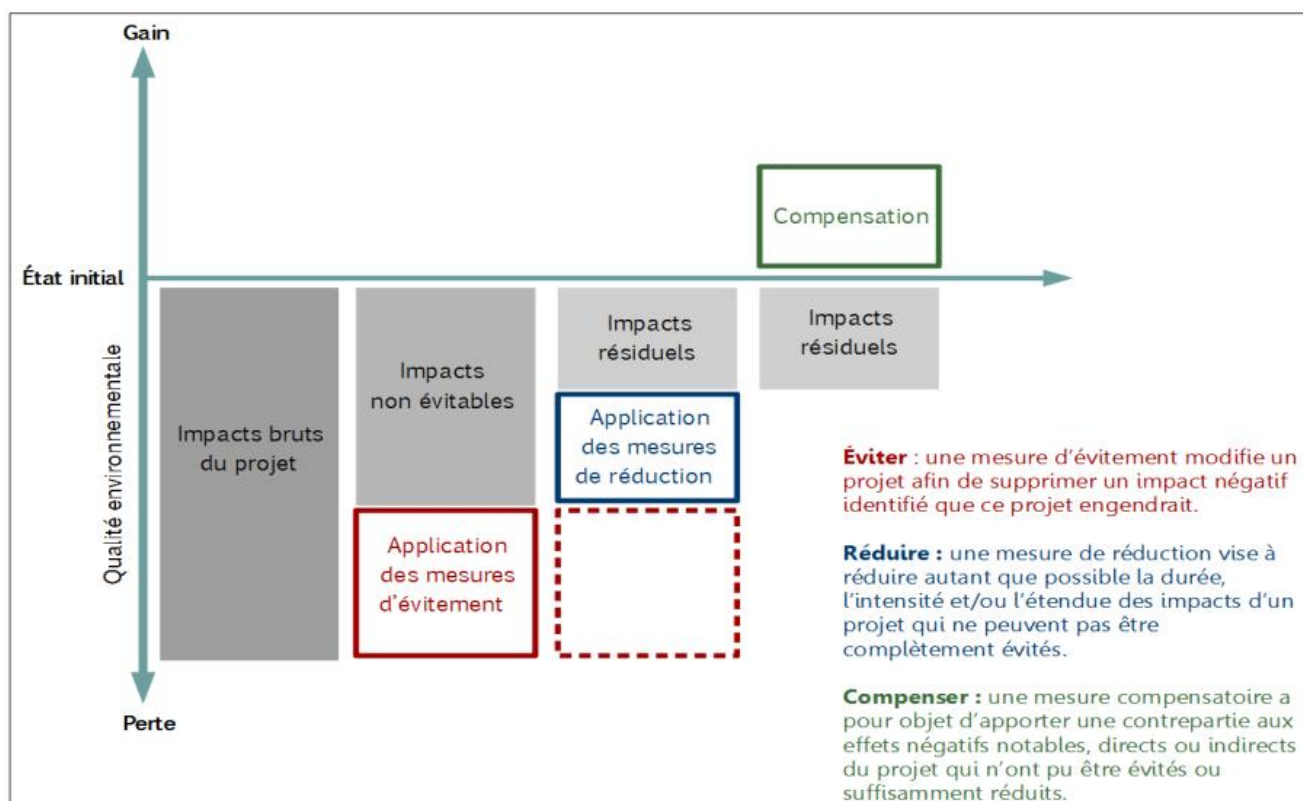 Gain
Compensation
État initial
Qualité environnementale
Impacts bruts
du projet
Impacts
non évitables
Application
des mesures
d'évitement
Impacts
résiduels
Application
des mesures
de réduction
Impacts
résiduels
Perte
Éviter : une mesure d'évitement modifie un
projet afin de supprimer un impact négatif
identifié que ce projet engendrait.
Réduire : une mesure de réduction vise à
réduire autant que possible la durée,
l'intensité et/ou l'étendue des impacts d'un
projet qui ne peuvent pas être
complètement évités.
Compenser : une mesure compensatoire a
pour objet d'apporter une contrepartie aux
effets négatifs notables, directs ou indirects
du projet qui n'ont pu être évités ou
suffisamment réduits.